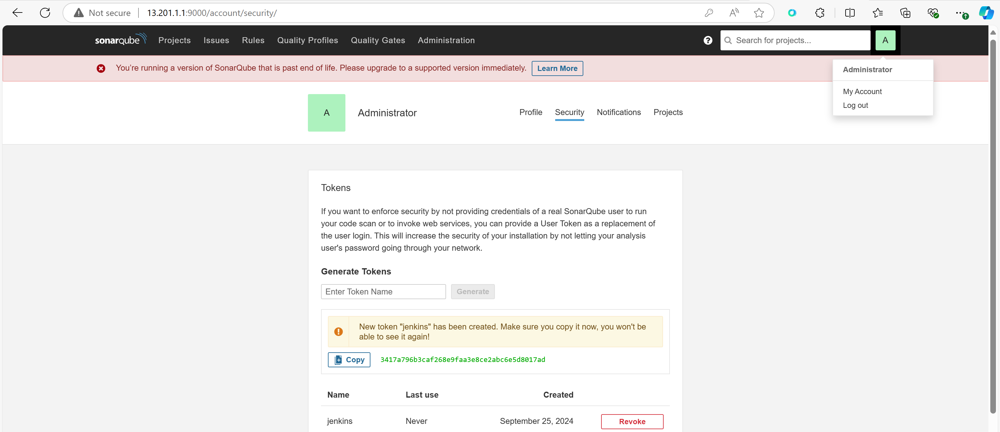 Not secure
13.201.1.1:9000/account/security/
sonarqube Projects Issues Rules Quality Profiles Quality Gates Administration
Search for projects...
A
You’re running a version of SonarQube that is past end of life. Please upgrade to a supported version immediately. Learn More
Administrator
My Account
Log out
A
Administrator
Profile Security Notifications Projects
Tokens
If you want to enforce security by not providing credentials of a real SonarQube user to run
your code scan or to invoke web services, you can provide a User Token as a replacement of
the user login. This will increase the security of your installation by not letting your analysis
user's password going through your network.
Generate Tokens
Enter Token Name Generate
New token "jenkins" has been created. Make sure you copy it now, you won't be
able to see it again!
Copy 3417a796b3caf268e9faa3e8ce2abc6e5d8017ad
Name Last use Created
jenkins Never September 25, 2024 Revoke